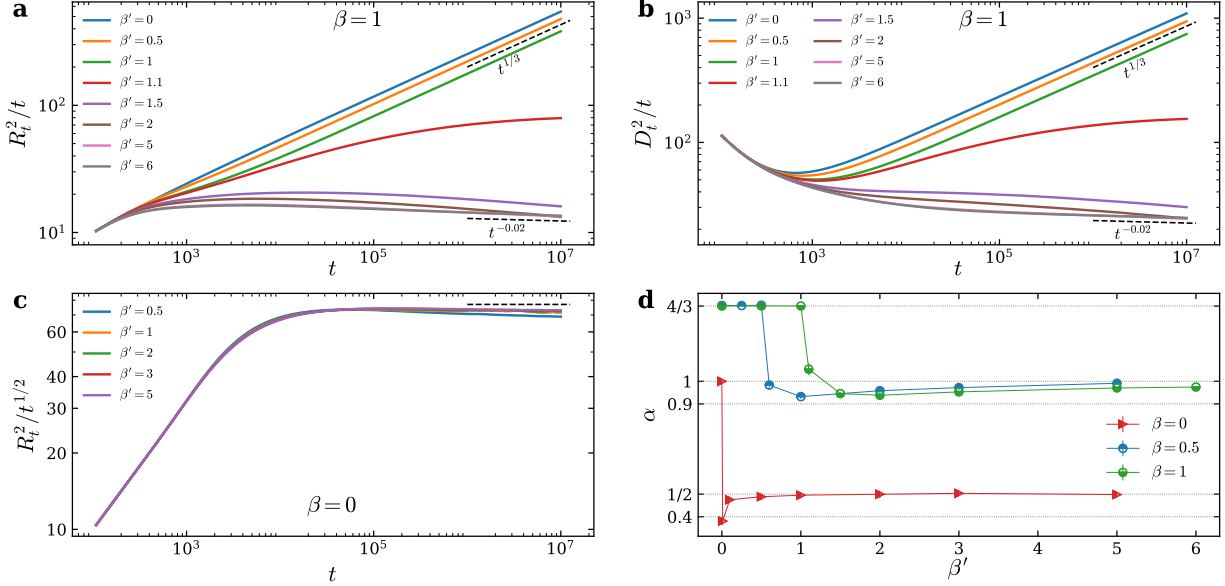 a
β = 1
β′ = 0
β′ = 0.5
β′ = 1
β′ = 1.1
β′ = 1.5
β′ = 2
β′ = 5
β′ = 6
t^{1/3}
t^{−0.02}
10^2
10^1
R_t^2/t
10^3
10^5
10^7
t
b
β = 1
β′ = 0
β′ = 0.5
β′ = 1
β′ = 1.1
β′ = 1.5
β′ = 2
β′ = 5
β′ = 6
t^{1/3}
t^{−0.02}
10^3
10^2
D_t^2/t
10^3
10^5
10^7
t
c
β′ = 0.5
β′ = 1
β′ = 2
β′ = 3
β′ = 5
β = 0
60
40
30
20
10
R_t^2/t^{1/2}
10^3
10^5
10^7
t
d
4/3
1
0.9
1/2
0.4
α
β = 0
β = 0.5
β = 1
0
1
2
3
4
5
6
β′